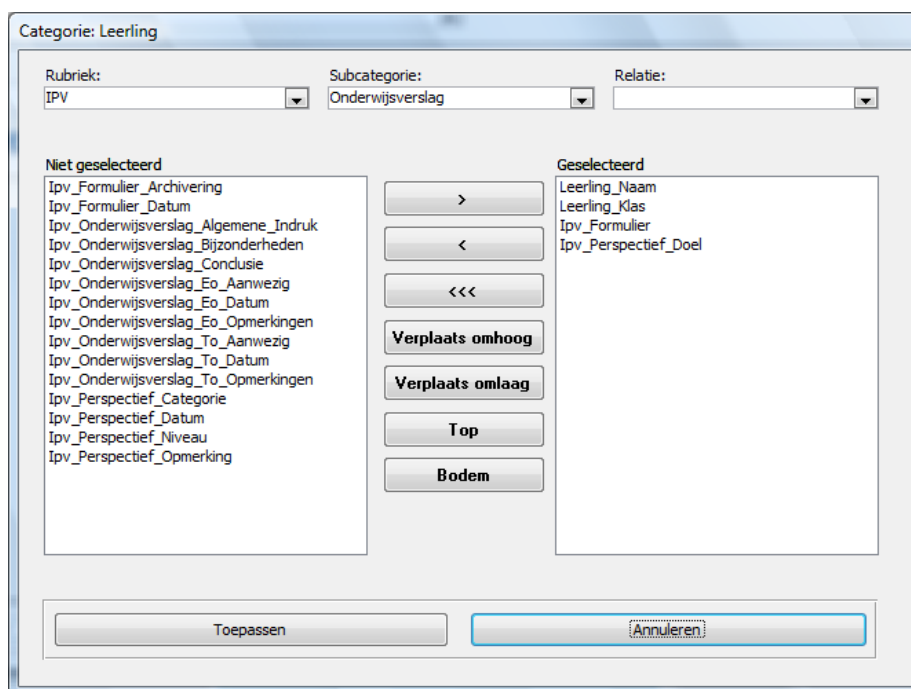 Categorie: Leerling
Rubriek: Subcategorie: Relatie:
IPV Onderwijsverslag
Niet geselecteerd
Ipv_Formulier_Archivering
Ipv_Formulier_Datum
Ipv_Onderwijsverslag_Algemene_Indruk
Ipv_Onderwijsverslag_Bijzonderheden
Ipv_Onderwijsverslag_Conclusie
Ipv_Onderwijsverslag_Eo_Aanwezig
Ipv_Onderwijsverslag_Eo_Datum
Ipv_Onderwijsverslag_Eo_Opmerkingen
Ipv_Onderwijsverslag_To_Aanwezig
Ipv_Onderwijsverslag_To_Datum
Ipv_Onderwijsverslag_To_Opmerkingen
Ipv_Perspectief_Categorie
Ipv_Perspectief_Datum
Ipv_Perspectief_Niveau
Ipv_Perspectief_Opmerking
>
<
<<<
Verplaats omhoog
Verplaats omlaag
Top
Bodem
Geselecteerd
Leerling_Naam
Leerling_Klas
Ipv_Formulier
Ipv_Perspectief_Doel
Toepassen Annuleren